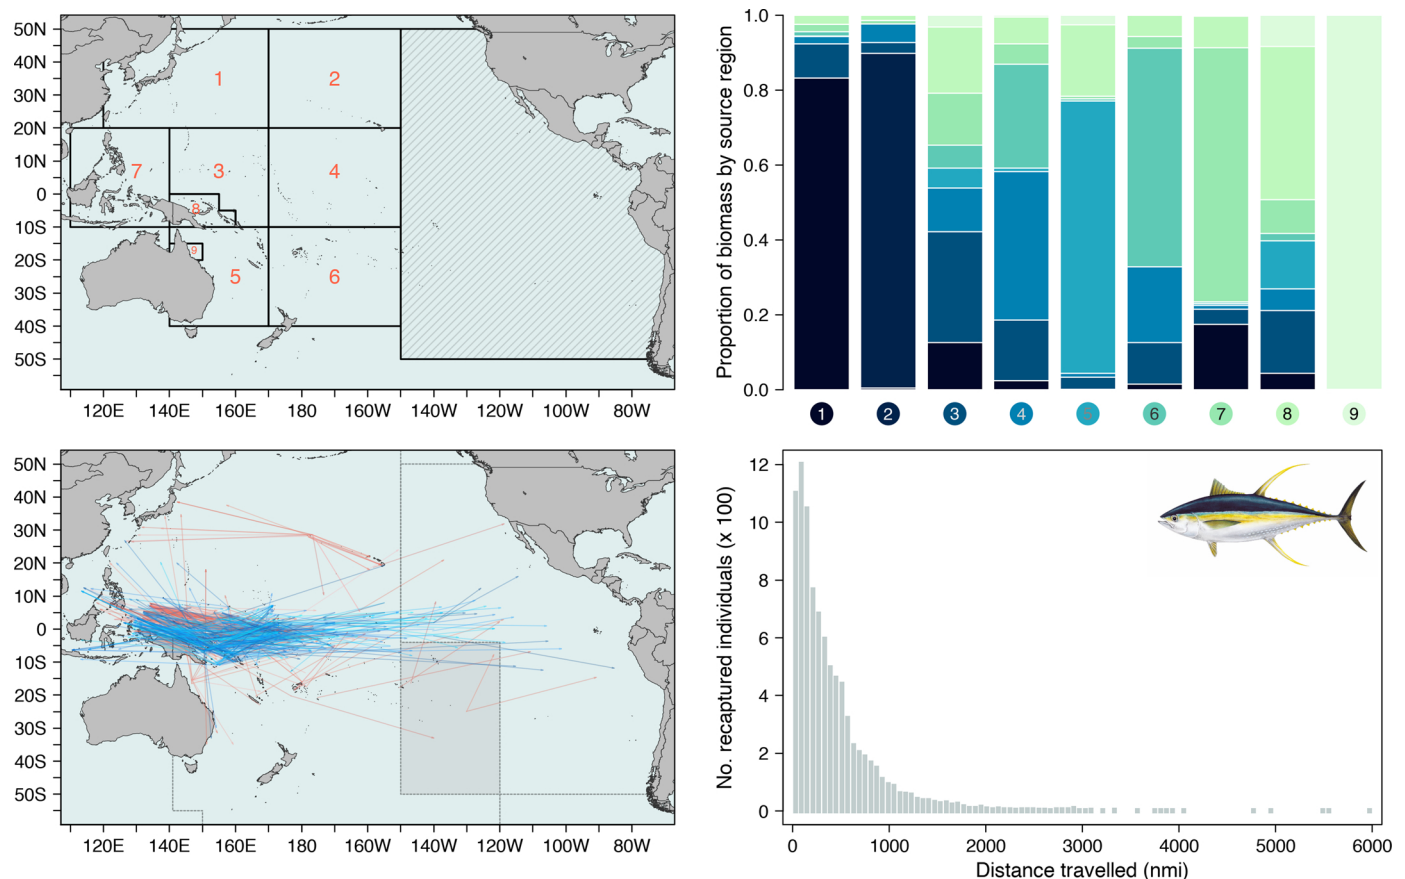 50N
40N
30N
20N
10N
0
10S
20S
30S
40S
50S
1
2
3
4
5
6
7
8
9
120E
140E
160E
180
160W
140W
120W
100W
80W
Proportion of biomass by source region
1.0
0.8
0.6
0.4
0.2
0.0
1
2
3
4
5
6
7
8
9
50N
40N
30N
20N
10N
0
10S
20S
30S
40S
50S
120E
140E
160E
180
160W
140W
120W
100W
80W
No. recaptured individuals (x 100)
12
10
8
6
4
2
0
0
1000
2000
3000
4000
5000
6000
Distance travelled (nmi)